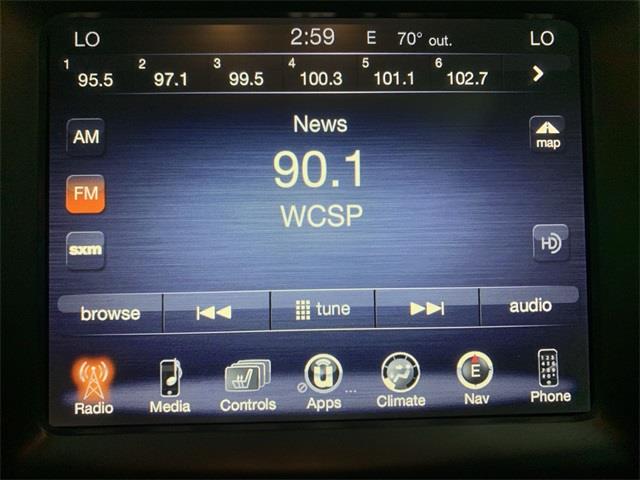 LO 2:59 E 70° out. LO
1 95.5 2 97.1 3 99.5 4 100.3 5 101.1 6 102.7
News
AM
map
90.1
FM
WCSP
sxm
HD
browse tune audio
E
Radio Media Controls Apps Climate Nav Phone